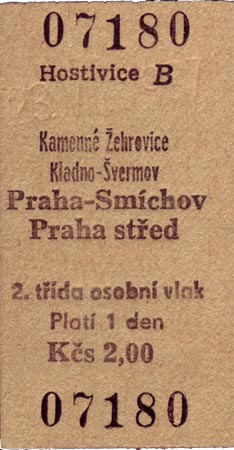 07180
Hostivice B
Kamenné Žehrovice
Kladno-Švermov
Praha-Smíchov
Praha střed
2. třída osobní vlak
Platí 1 den
Kčs 2,00
07180